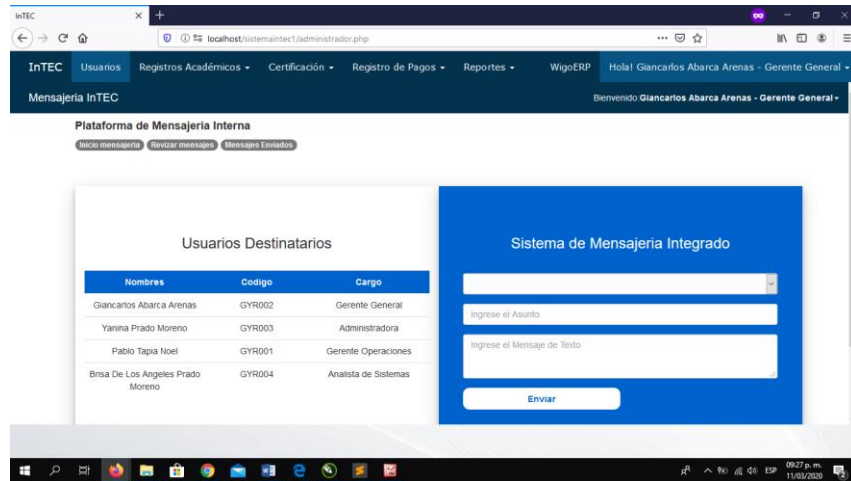 InTEC
localhost/sistemaintec1/administrador.php
InTEC Usuarios Registros Académicos Certificación Registro de Pagos Reportes WigoERP Hola! Giancarlos Abarca Arenas - Gerente General
Mensajeria InTEC Bienvenido:Giancarlos Abarca Arenas - Gerente General
Plataforma de Mensajeria Interna
Inicio mensajeria Revizar mensajes Mensajes Enviados
Usuarios Destinatarios
Nombres Codigo Cargo
Giancarlos Abarca Arenas GYR002 Gerente General
Yanina Prado Moreno GYR003 Administradora
Pablo Tapia Noel GYR001 Gerente Operaciones
Brisa De Los Angeles Prado Moreno GYR004 Analista de Sistemas
Sistema de Mensajeria Integrado
Ingrese el Asunto
Ingrese el Mensaje de Texto
Enviar
ESP
09:27 p. m.
11/03/2020